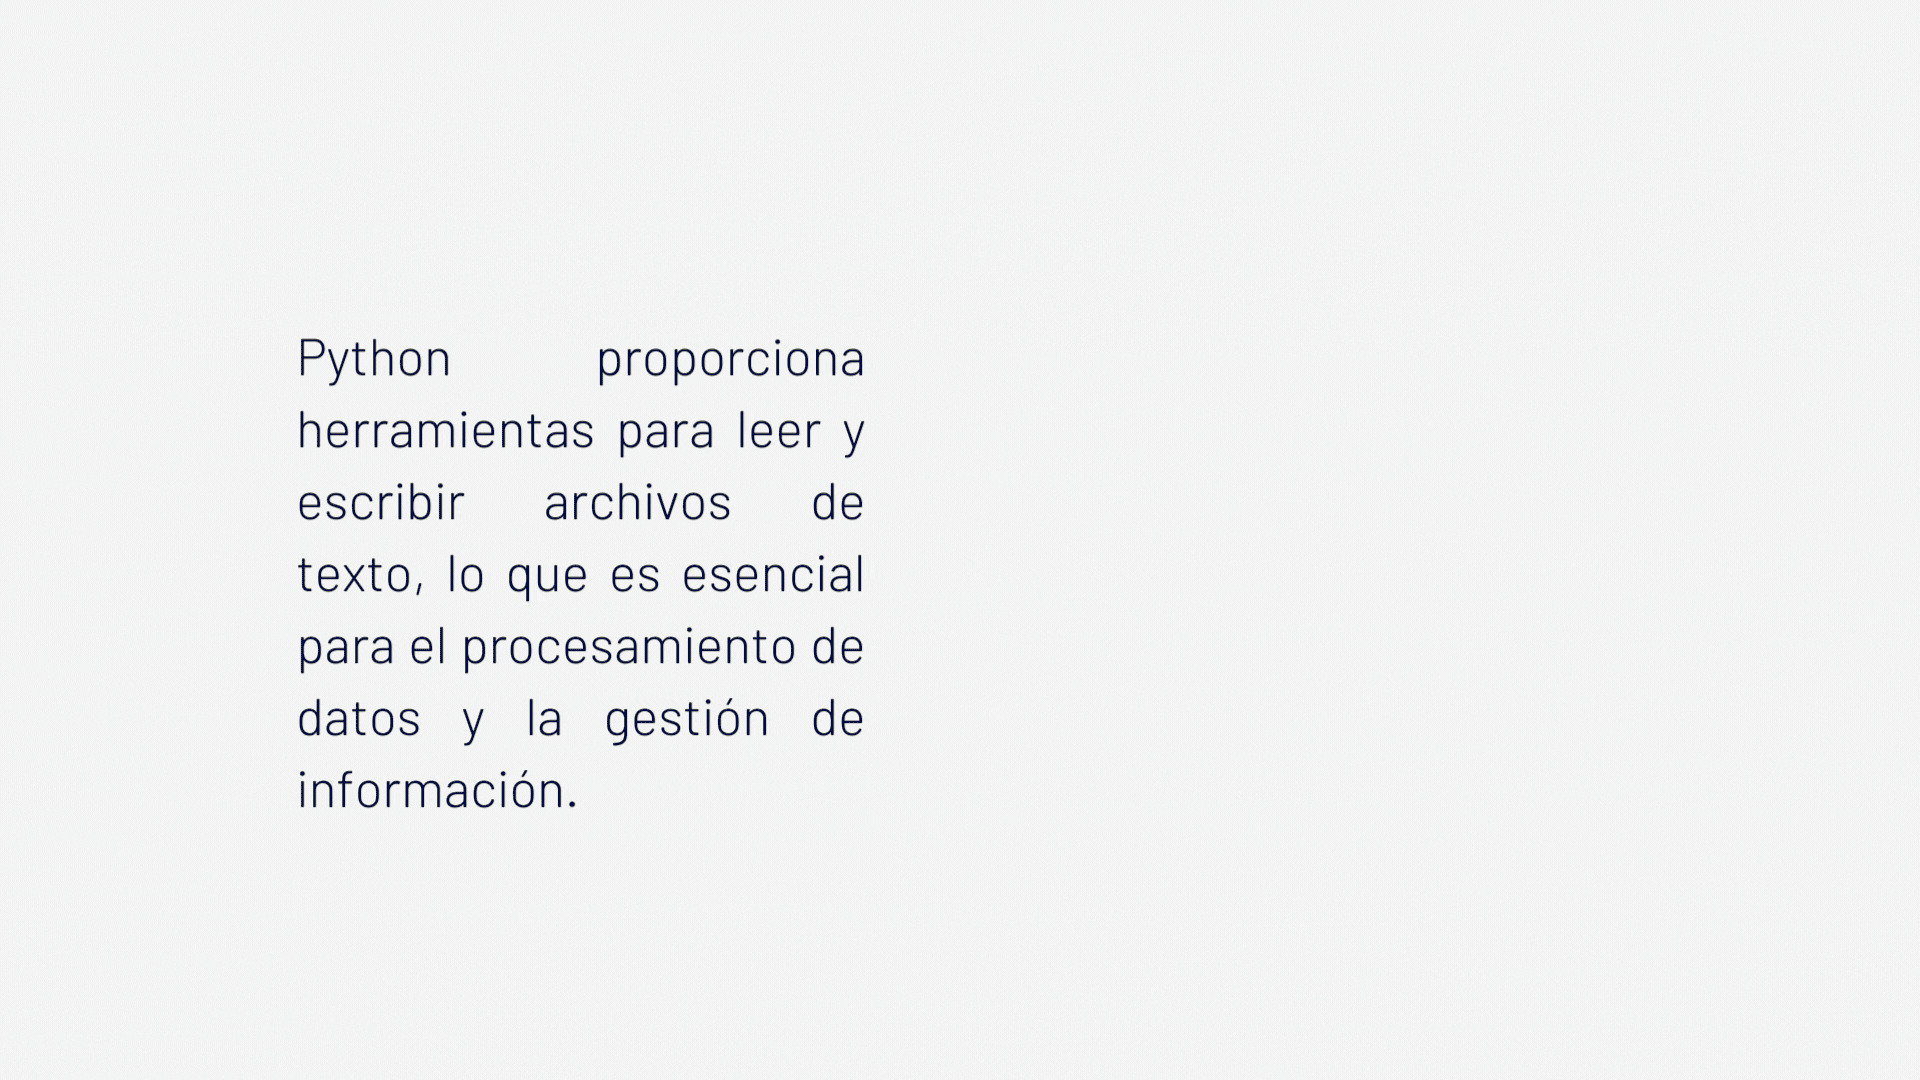 Python proporciona
herramientas para leer y
escribir archivos de
texto, lo que es esencial
para el procesamiento de
datos y la gestión de
información.